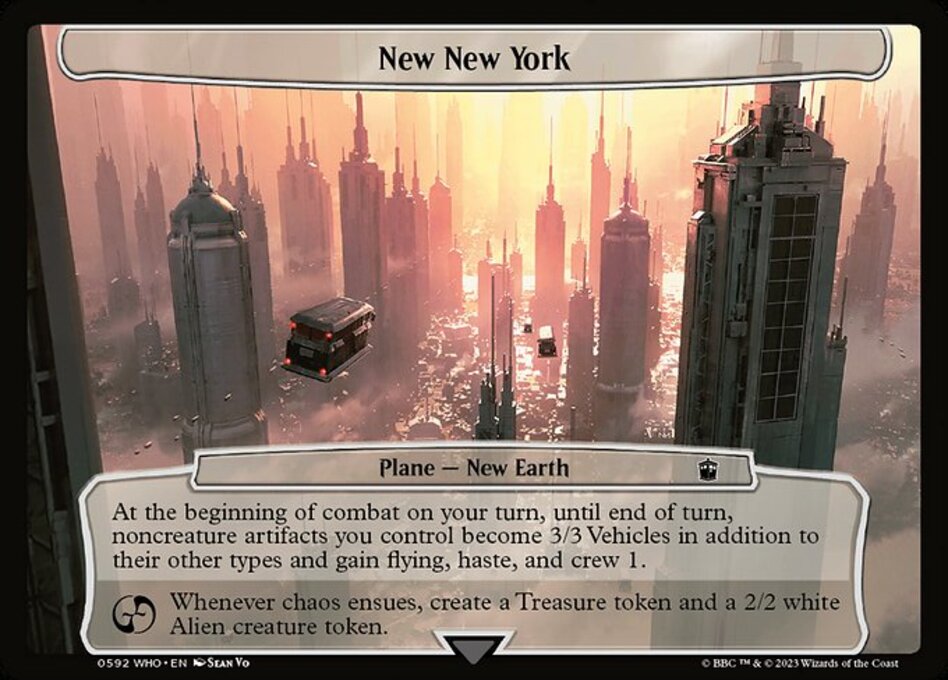 New New York
Plane — New Earth
At the beginning of combat on your turn, until end of turn,
noncreature artifacts you control become 3/3 Vehicles in addition to
their other types and gain flying, haste, and crew 1.
Whenever chaos ensues, create a Treasure token and a 2/2 white
Alien creature token.
0592 WHO • EN Sean Vo
© BBC ™ & © 2023 Wizards of the Coast